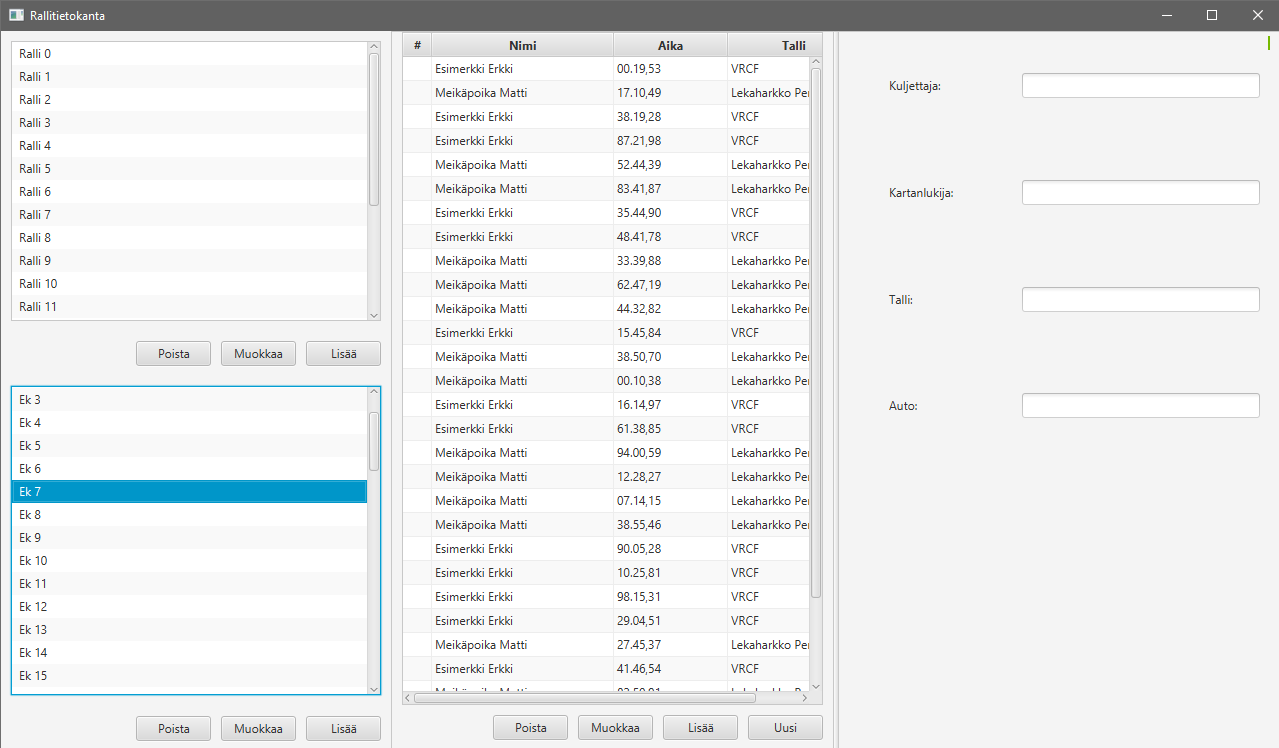 Rallitietokanta
Ralli 0
Ralli 1
Ralli 2
Ralli 3
Ralli 4
Ralli 5
Ralli 6
Ralli 7
Ralli 8
Ralli 9
Ralli 10
Ralli 11
Poista Muokkaa Lisää
Ek 3
Ek 4
Ek 5
Ek 6
Ek 7
Ek 8
Ek 9
Ek 10
Ek 11
Ek 12
Ek 13
Ek 14
Ek 15
Poista Muokkaa Lisää
# Nimi Aika Talli
Esimerkki Erkki 00.19,53 VRCF
Meikäpoika Matti 17.10,49 Lekaharkko Per
Esimerkki Erkki 38.19,28 VRCF
Esimerkki Erkki 87.21,98 VRCF
Meikäpoika Matti 52.44,39 Lekaharkko Per
Meikäpoika Matti 83.41,87 Lekaharkko Per
Esimerkki Erkki 35.44,90 VRCF
Esimerkki Erkki 48.41,78 VRCF
Meikäpoika Matti 33.39,88 Lekaharkko Per
Meikäpoika Matti 62.47,19 Lekaharkko Per
Meikäpoika Matti 44.32,82 Lekaharkko Per
Esimerkki Erkki 15.45,84 VRCF
Meikäpoika Matti 38.50,70 Lekaharkko Per
Meikäpoika Matti 00.10,38 Lekaharkko Per
Esimerkki Erkki 16.14,97 VRCF
Esimerkki Erkki 61.38,85 VRCF
Meikäpoika Matti 94.00,59 Lekaharkko Per
Meikäpoika Matti 12.28,27 Lekaharkko Per
Meikäpoika Matti 07.14,15 Lekaharkko Per
Meikäpoika Matti 38.55,46 Lekaharkko Per
Esimerkki Erkki 90.05,28 VRCF
Esimerkki Erkki 10.25,81 VRCF
Esimerkki Erkki 98.15,31 VRCF
Esimerkki Erkki 29.04,51 VRCF
Meikäpoika Matti 27.45,37 Lekaharkko Per
Esimerkki Erkki 41.46,54 VRCF
Poista Muokkaa Lisää Uusi
Kuljettaja:
Kartanlukija:
Talli:
Auto: